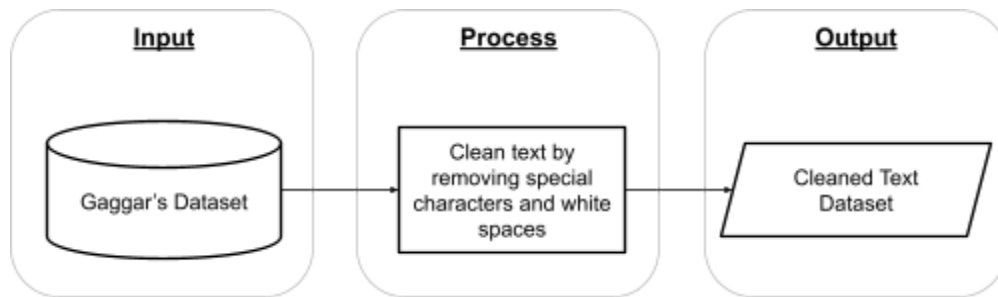 Input
Process
Output
Gaggar's Dataset
Clean text by
removing special
characters and white
spaces
Cleaned Text
Dataset